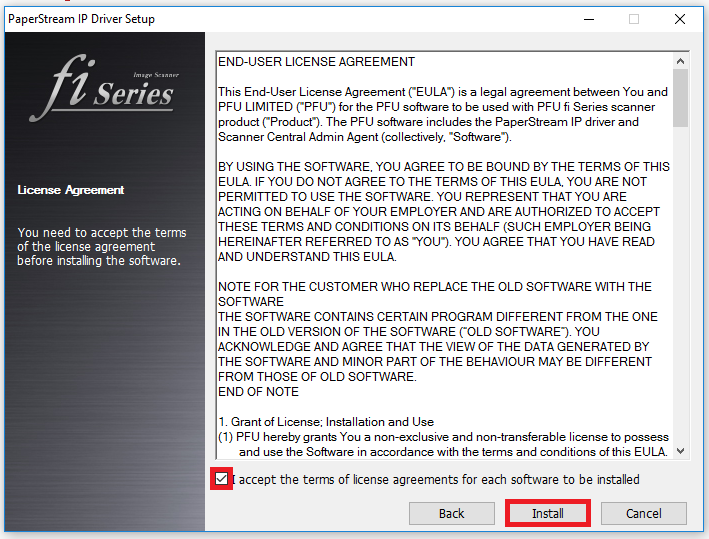 PaperStream IP Driver Setup
fi Series
Image Scanner
License Agreement
You need to accept the terms
of the license agreement
before installing the software.
END-USER LICENSE AGREEMENT
This End-User License Agreement ("EULA") is a legal agreement between You and
PFU LIMITED ("PFU") for the PFU software to be used with PFU fi Series scanner
product ("Product"). The PFU software includes the PaperStream IP driver and
Scanner Central Admin Agent (collectively, "Software").
BY USING THE SOFTWARE, YOU AGREE TO BE BOUND BY THE TERMS OF THIS
EULA. IF YOU DO NOT AGREE TO THE TERMS OF THIS EULA, YOU ARE NOT
PERMITTED TO USE THE SOFTWARE. YOU REPRESENT THAT YOU ARE
ACTING ON BEHALF OF YOUR EMPLOYER AND ARE AUTHORIZED TO ACCEPT
THESE TERMS AND CONDITIONS ON ITS BEHALF (SUCH EMPLOYER BEING
HEREINAFTER REFERRED TO AS "YOU"). YOU AGREE THAT YOU HAVE READ
AND UNDERSTAND THIS EULA.
NOTE FOR THE CUSTOMER WHO REPLACE THE OLD SOFTWARE WITH THE
SOFTWARE
THE SOFTWARE CONTAINS CERTAIN PROGRAM DIFFERENT FROM THE ONE
IN THE OLD VERSION OF THE SOFTWARE ("OLD SOFTWARE"). YOU
ACKNOWLEDGE AND AGREE THAT THE VIEW OF THE DATA GENERATED BY
THE SOFTWARE AND MINOR PART OF THE BEHAVIOUR MAY BE DIFFERENT
FROM THOSE OF OLD SOFTWARE.
END OF NOTE
1. Grant of License; Installation and Use
(1) PFU hereby grants You a non-exclusive and non-transferable license to possess
and use the Software in accordance with the terms and conditions of this EULA.
I accept the terms of license agreements for each software to be installed
Back
Install
Cancel